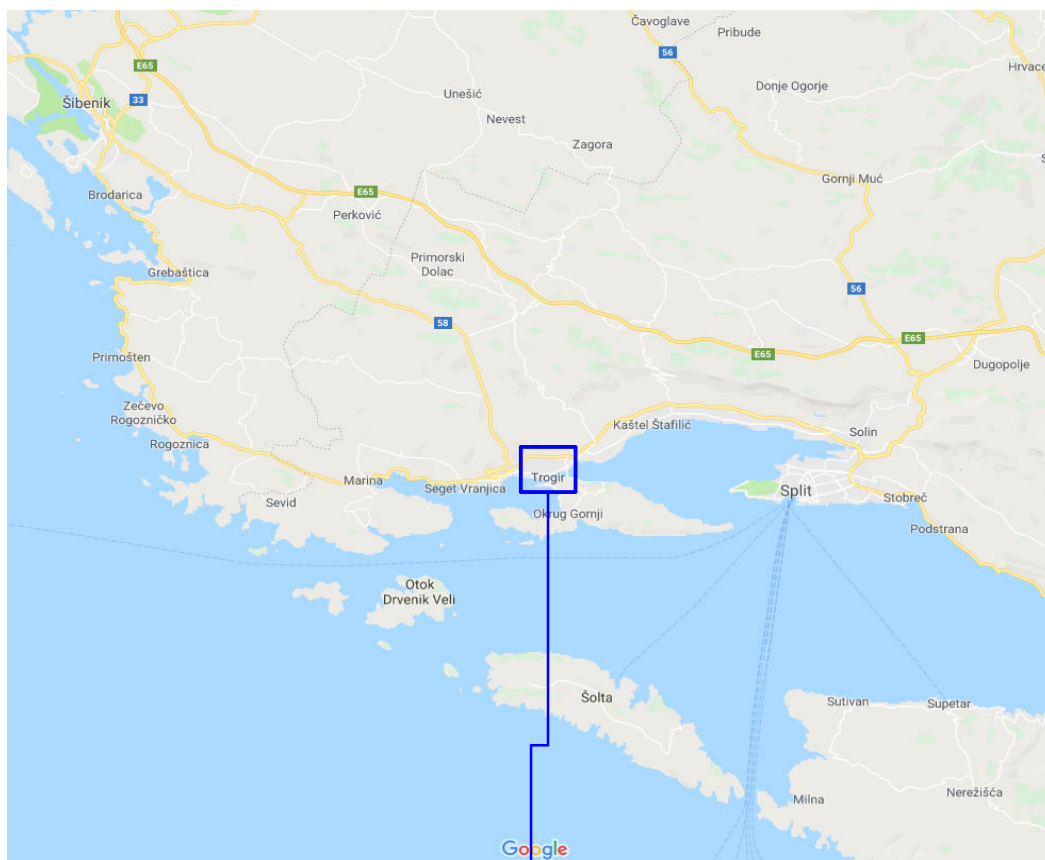 Čavoglave
Pribude
56
Hrvace
E65
Donje Ogorje
Unešić
33
Šibenik
Nevest
Zagora
S
Gornji Muć
E65
Brodarica
Perković
Primorski
Dolac
Grebaštica
56
58
E65
E65
Primošten
Dugopolje
Zečevo
Rogozničko
Kaštel Štafilić
Solin
Rogoznica
Marina
Trogir
Seget Vranjica
Split
Sevid
Stobreč
Okrug Gornji
Podstrana
Otok
Drvenik Veli
Šolta
Sutivan
Supetar
Nerežišća
Milna
Google